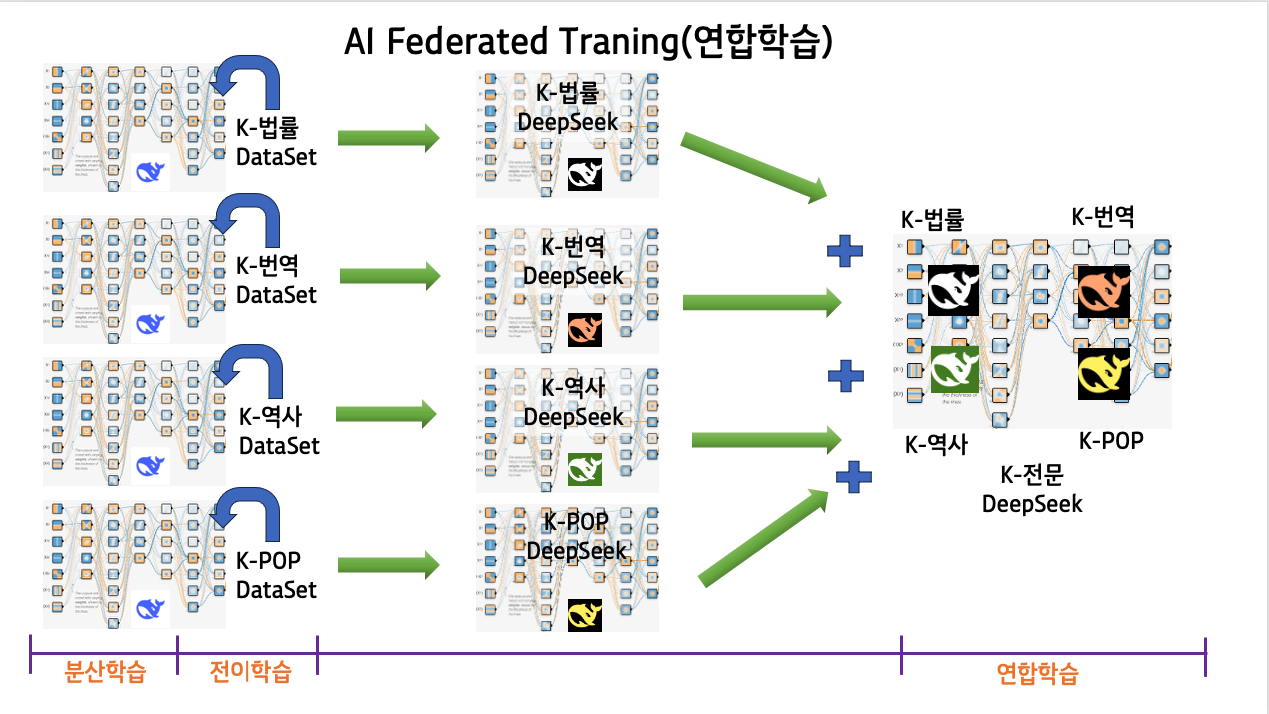 AI Federated Traning(연합학습)
K-법률
DataSet
K-법률
DeepSeek
K-번역
DataSet
K-번역
DeepSeek
K-역사
DataSet
K-역사
DeepSeek
K-POP
DataSet
K-POP
DeepSeek
K-법률
K-번역
K-역사
K-POP
K-전문
DeepSeek
분산학습
전이학습
연합학습